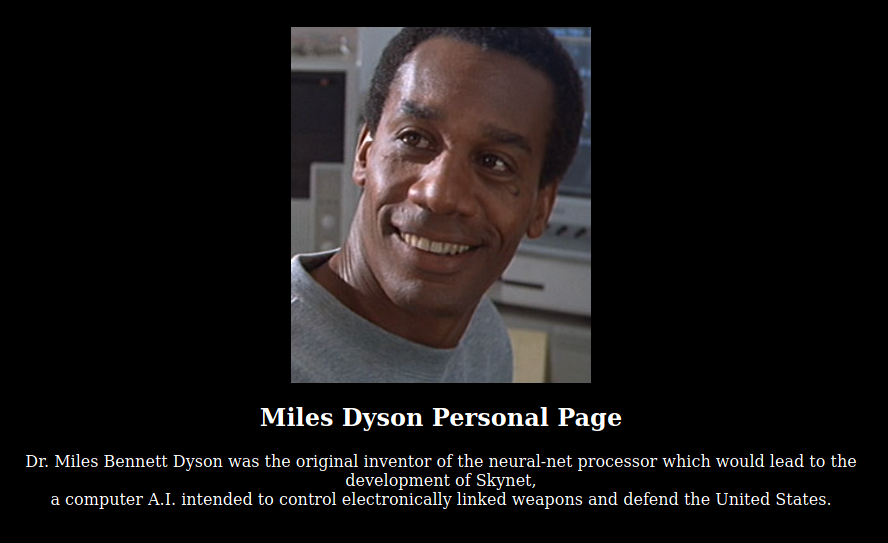 Miles Dyson Personal Page
Dr. Miles Bennett Dyson was the original inventor of the neural-net processor which would lead to the
development of Skynet,
a computer A.I. intended to control electronically linked weapons and defend the United States.